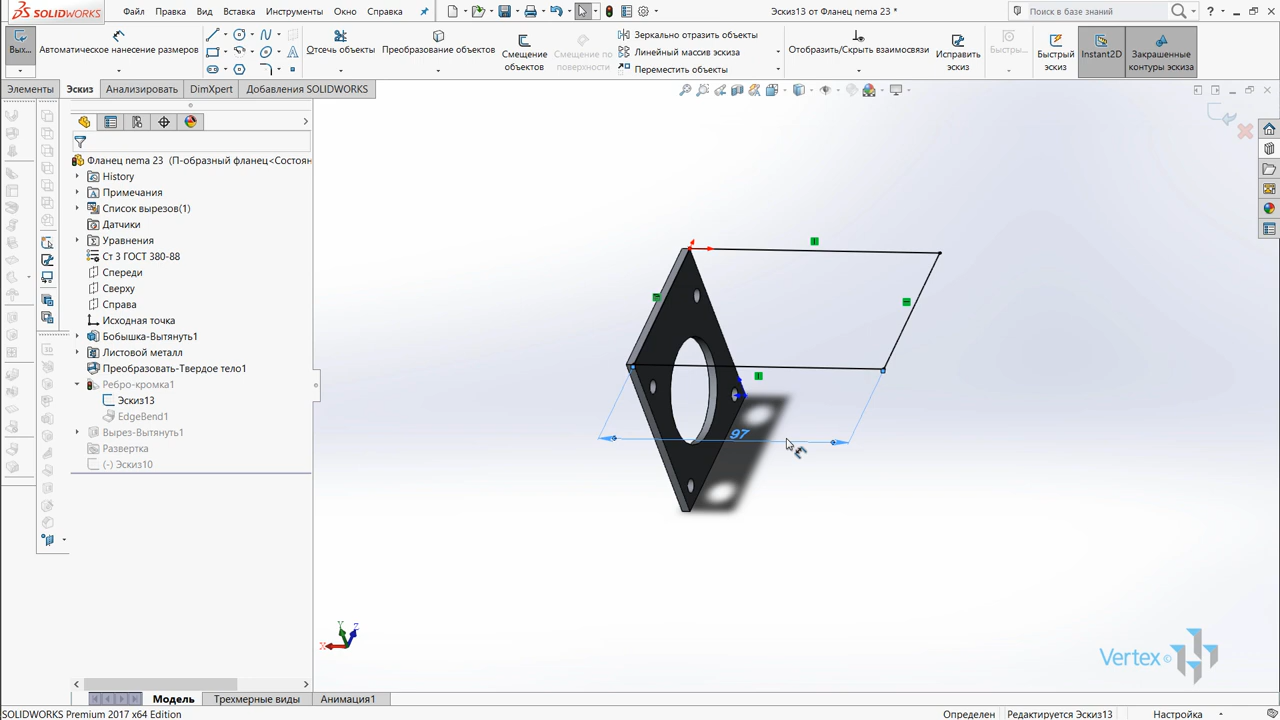 SOLIDWORKS
Файл
Правка
Вид
Вставка
Инструменты
Окно
Справка
Эскиз13 от Фланец nema 23 *
Поиск в базе знаний
Вых...
Автоматическое нанесение размеров
Отсечь объекты
Преобразование объектов
Смещение объектов
Смещение по поверхности
Зеркально отразить объекты
Линейный массив эскиза
Переместить объекты
Отобразить/Скрыть взаимосвязи
Исправить эскиз
Быстры...
Быстрый эскиз
Instant2D
Закрашенные контуры эскиза
Элементы
Эскиз
Анализировать
DimXpert
Добавления SOLIDWORKS
Фланец nema 23 (П-образный фланец<Состоян
History
Примечания
Список вырезов(1)
Датчики
Уравнения
Ст 3 ГОСТ 380-88
Спереди
Сверху
Справа
Исходная точка
Бобышка-Вытянуть1
Листовой металл
Преобразовать-Твердое тело1
Ребро-кромка1
Эскиз13
EdgeBend1
Вырез-Вытянуть1
Развертка
(-) Эскиз10
97
Y
Z
X
Vertex©
Модель
Трехмерные виды
Анимация1
SOLIDWORKS Premium 2017 x64 Edition
Определен
Редактируется Эскиз13
Настройка